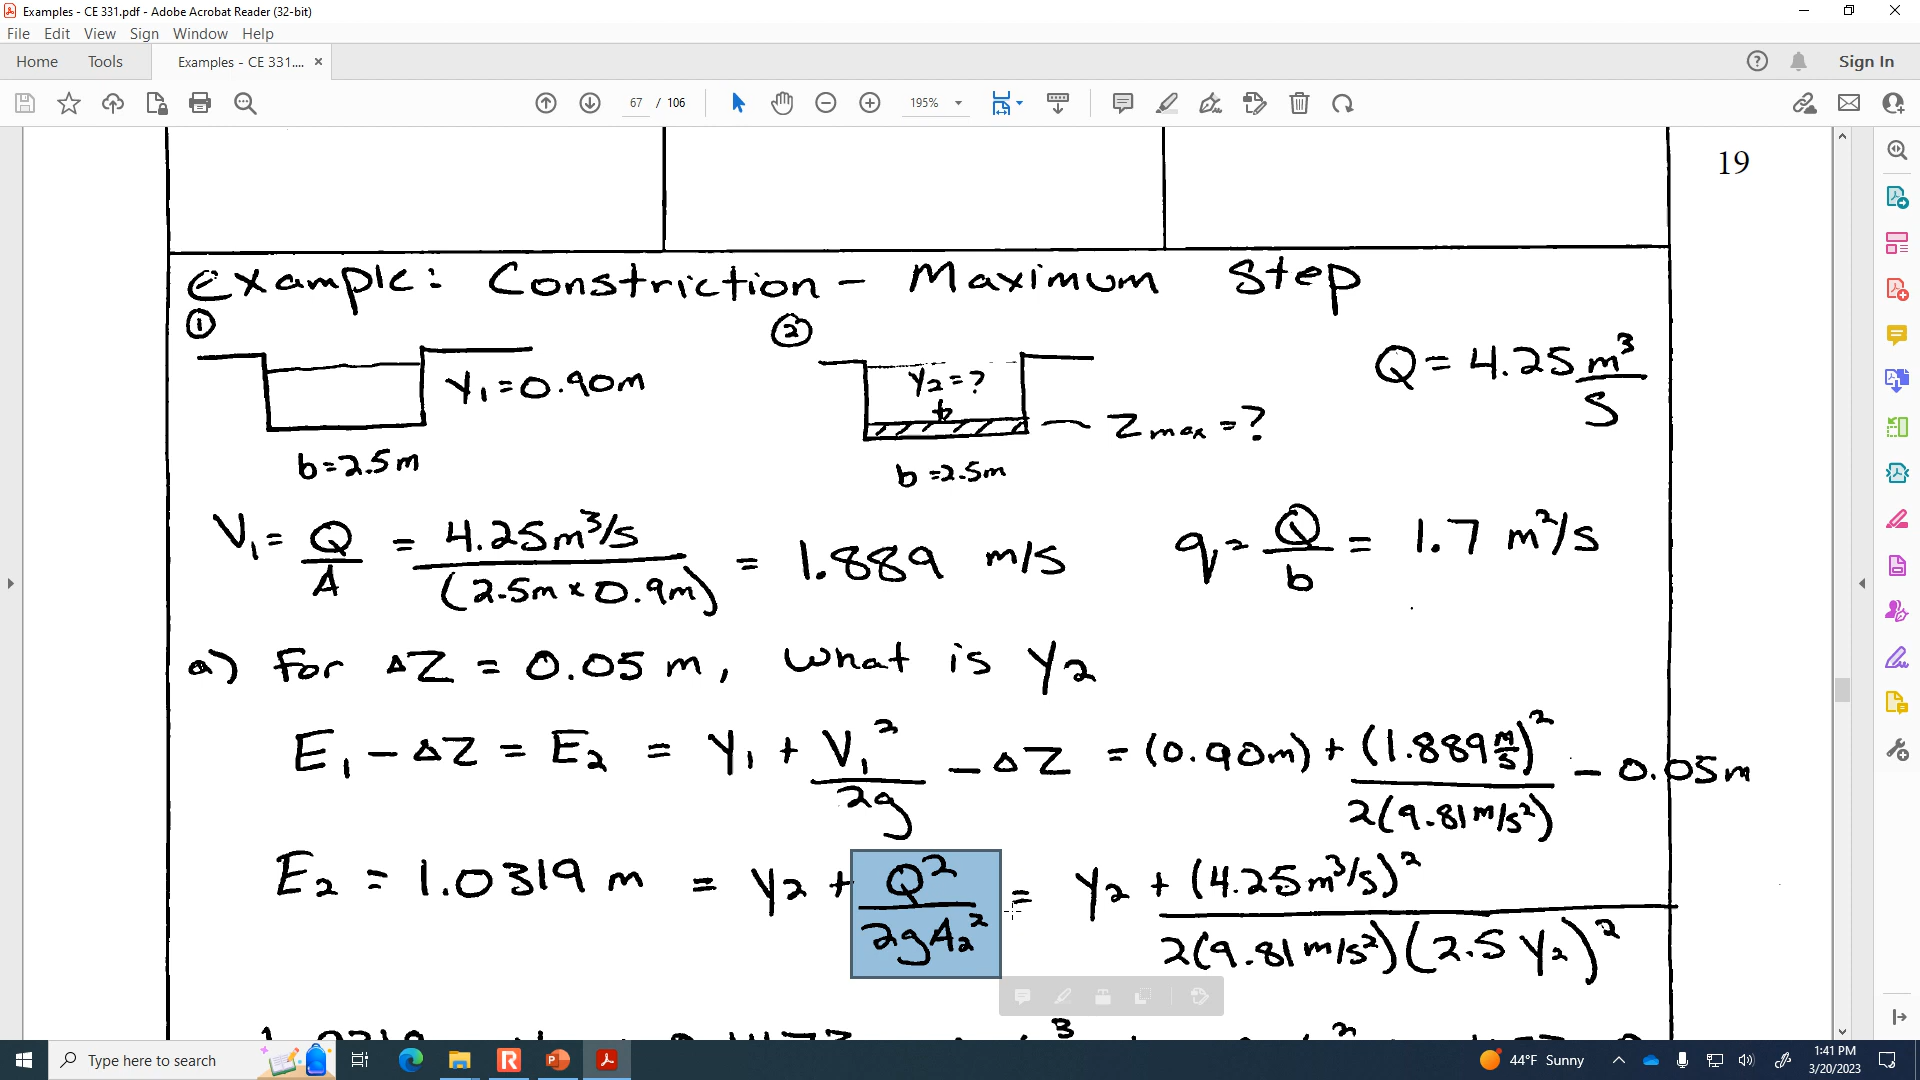 Examples - CE 331.pdf - Adobe Acrobat Reader (32-bit)
File Edit View Sign Window Help
Home Tools Examples - CE 331.... × Sign In
67 / 106 195%
19
Example: Constriction - Maximum Step
① ②
y₁ = 0.90m y₂ = ? Q = 4.25 m³/s
Zmax = ?
b = 2.5m b = 2.5m
V₁ = Q/A = 4.25m³/s / (2.5m × 0.9m) = 1.889 m/s q = Q/b = 1.7 m²/s
a) For ΔZ = 0.05 m, what is y₂
E₁ - ΔZ = E₂ = y₁ + V₁²/2g - ΔZ = (0.90m) + (1.889 m/s)² / 2(9.81m/s²) - 0.05m
E₂ = 1.0319 m = y₂ + Q²/2gA₂² = y₂ + (4.25m³/s)² / 2(9.81m/s²)(2.5 y₂)²
Type here to search
44°F Sunny
1:41 PM
3/20/2023